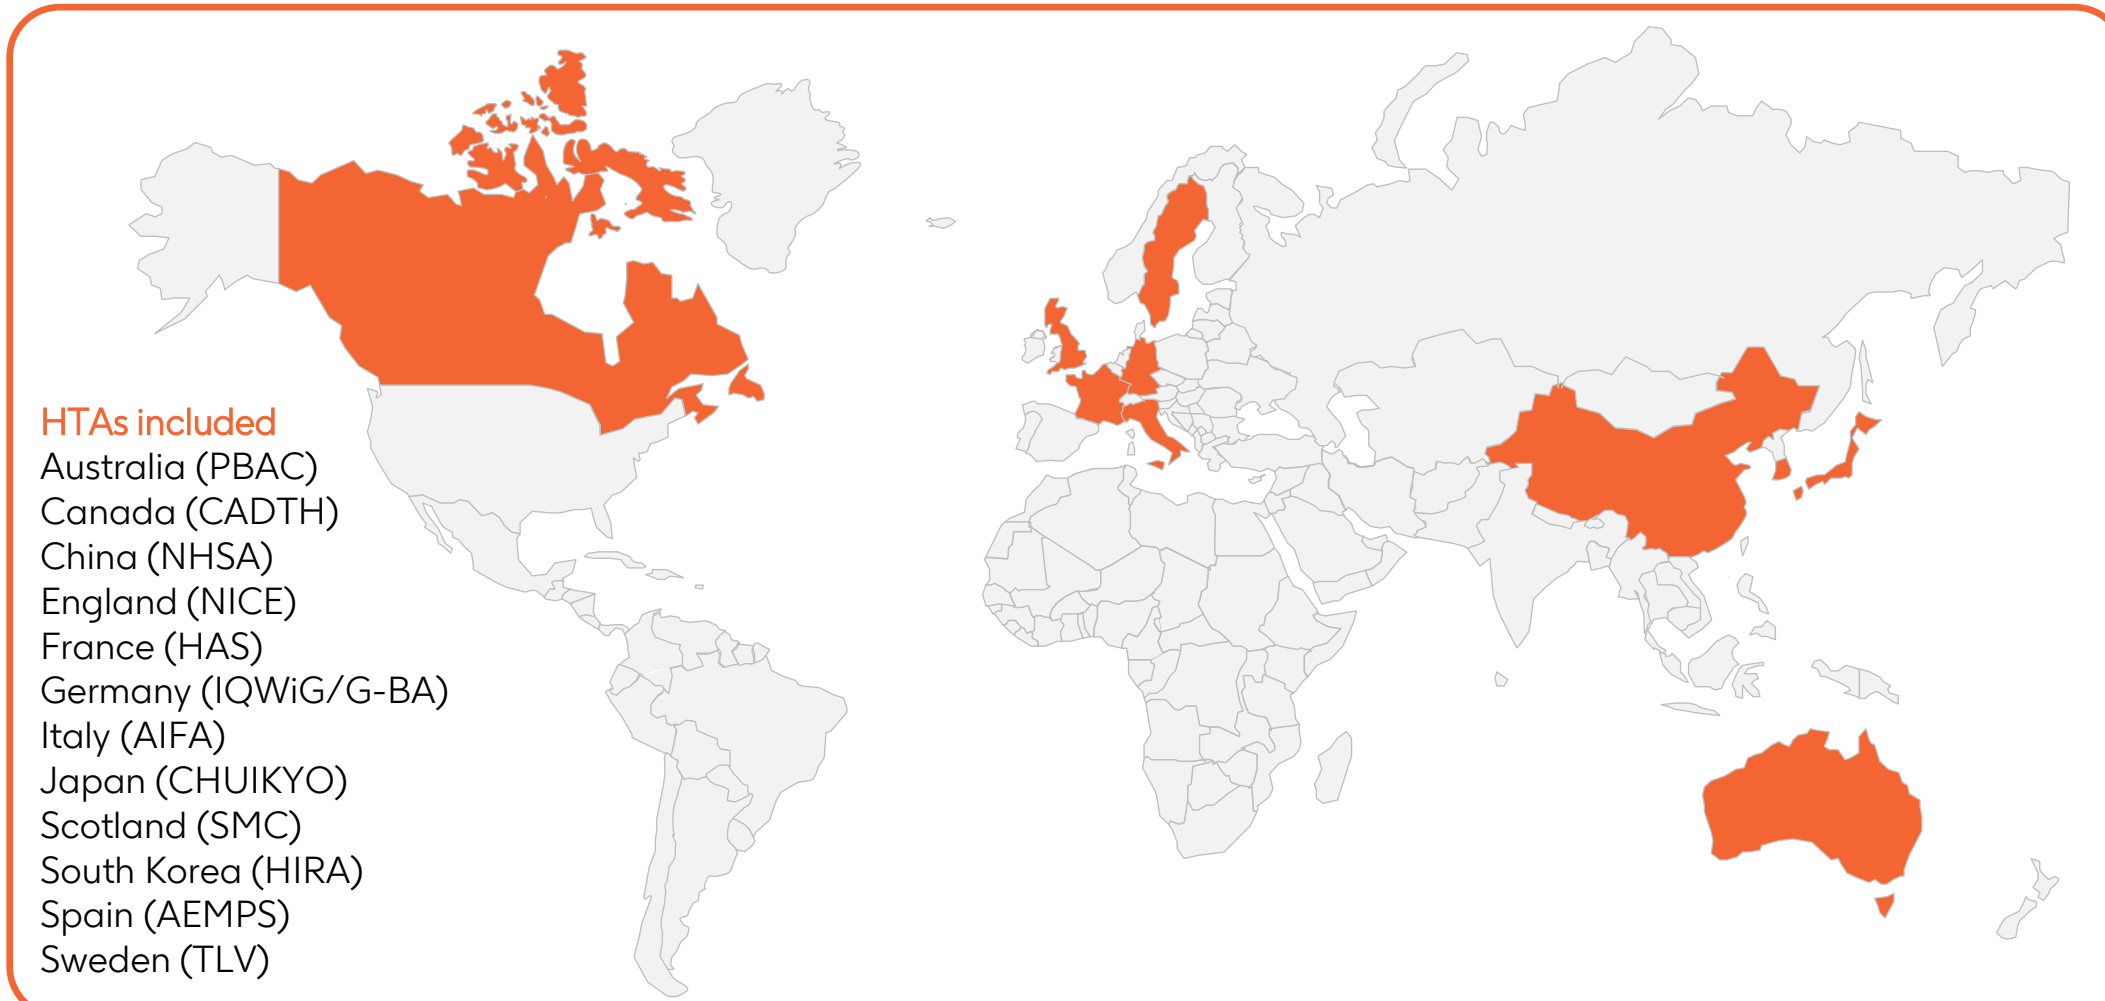 HTAs included
Australia (PBAC)
Canada (CADTH)
China (NHSA)
England (NICE)
France (HAS)
Germany (IQWiG/G-BA)
Italy (AIFA)
Japan (CHUIKYO)
Scotland (SMC)
South Korea (HIRA)
Spain (AEMPS)
Sweden (TLV)